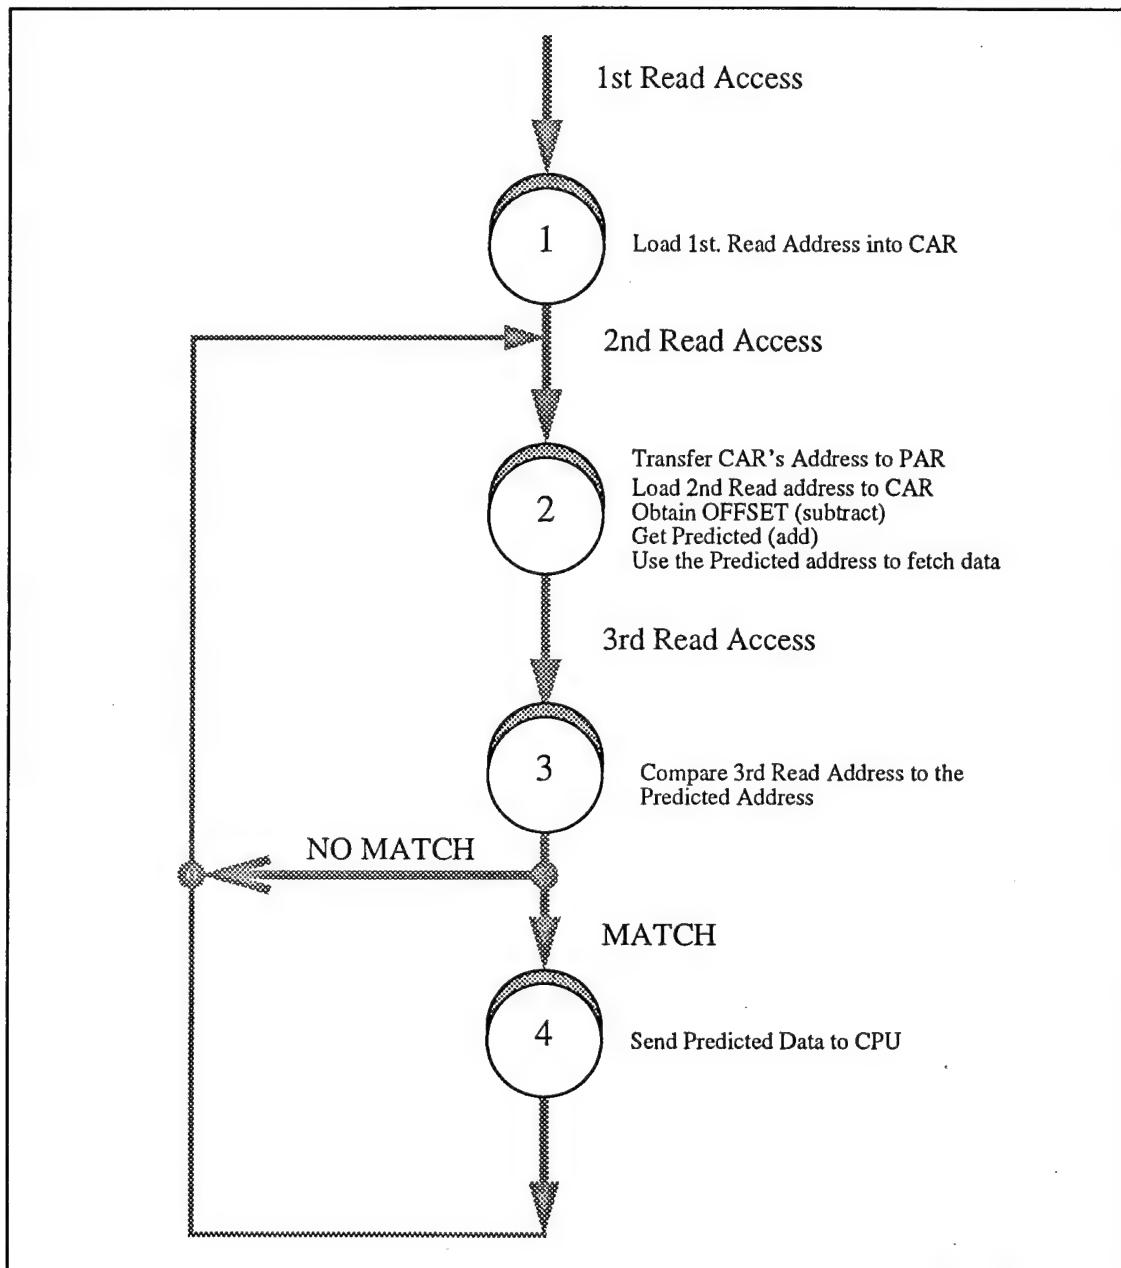 1st Read Access
1
Load 1st. Read Address into CAR
2nd Read Access
2
Transfer CAR's Address to PAR
Load 2nd Read address to CAR
Obtain OFFSET (subtract)
Get Predicted (add)
Use the Predicted address to fetch data
3rd Read Access
3
Compare 3rd Read Address to the
Predicted Address
NO MATCH
MATCH
4
Send Predicted Data to CPU